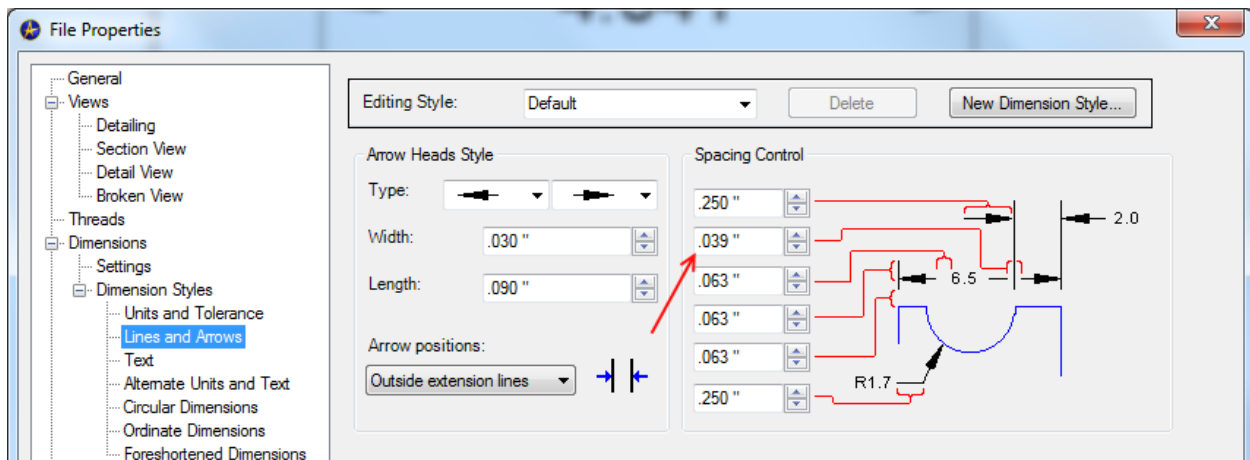 File Properties
X
General
Views
Detailing
Section View
Detail View
Broken View
Threads
Dimensions
Settings
Dimension Styles
Units and Tolerance
Lines and Arrows
Text
Alternate Units and Text
Circular Dimensions
Ordinate Dimensions
Foreshortened Dimensions
Editing Style: Default Delete New Dimension Style...
Arrow Heads Style
Type:
Width: .030 "
Length: .090 "
Arrow positions:
Outside extension lines
Spacing Control
.250 "
.039 "
.063 "
.063 "
.063 "
.250 "
2.0
6.5
R1.7